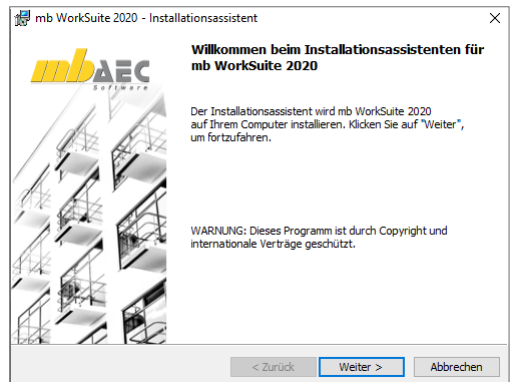 mb WorkSuite 2020 - Installationsassistent
mbAEC
Software
Willkommen beim Installationsassistenten für
mb WorkSuite 2020
Der Installationsassistent wird mb WorkSuite 2020
auf Ihrem Computer installieren. Klicken Sie auf "Weiter",
um fortzufahren.
WARNUNG: Dieses Programm ist durch Copyright und
internationale Verträge geschützt.
< Zurück
Weiter >
Abbrechen